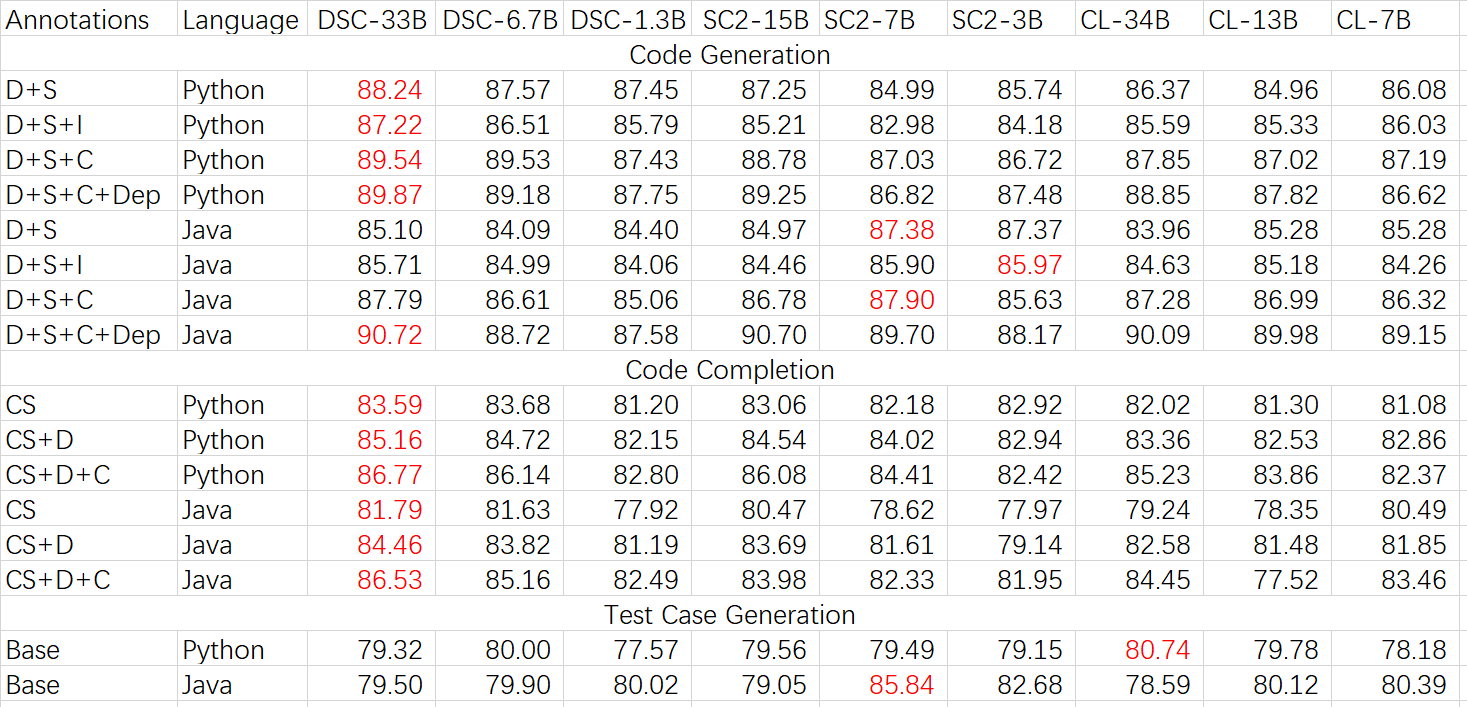 Annotations Language DSC-33B DSC-6.7B DSC-1.3B SC2-15B SC2-7B SC2-3B CL-34B CL-13B CL-7B
Code Generation
D+S Python 88.24 87.57 87.45 87.25 84.99 85.74 86.37 84.96 86.08
D+S+I Python 87.22 86.51 85.79 85.21 82.98 84.18 85.59 85.33 86.03
D+S+C Python 89.54 89.53 87.43 88.78 87.03 86.72 87.85 87.02 87.19
D+S+C+Dep Python 89.87 89.18 87.75 89.25 86.82 87.48 88.85 87.82 86.62
D+S Java 85.10 84.09 84.40 84.97 87.38 87.37 83.96 85.28 85.28
D+S+I Java 85.71 84.99 84.06 84.46 85.90 85.97 84.63 85.18 84.26
D+S+C Java 87.79 86.61 85.06 86.78 87.90 85.63 87.28 86.99 86.32
D+S+C+Dep Java 90.72 88.72 87.58 90.70 89.70 88.17 90.09 89.98 89.15
Code Completion
CS Python 83.59 83.68 81.20 83.06 82.18 82.92 82.02 81.30 81.08
CS+D Python 85.16 84.72 82.15 84.54 84.02 82.94 83.36 82.53 82.86
CS+D+C Python 86.77 86.14 82.80 86.08 84.41 82.42 85.23 83.86 82.37
CS Java 81.79 81.63 77.92 80.47 78.62 77.97 79.24 78.35 80.49
CS+D Java 84.46 83.82 81.19 83.69 81.61 79.14 82.58 81.48 81.85
CS+D+C Java 86.53 85.16 82.49 83.98 82.33 81.95 84.45 77.52 83.46
Test Case Generation
Base Python 79.32 80.00 77.57 79.56 79.49 79.15 80.74 79.78 78.18
Base Java 79.50 79.90 80.02 79.05 85.84 82.68 78.59 80.12 80.39